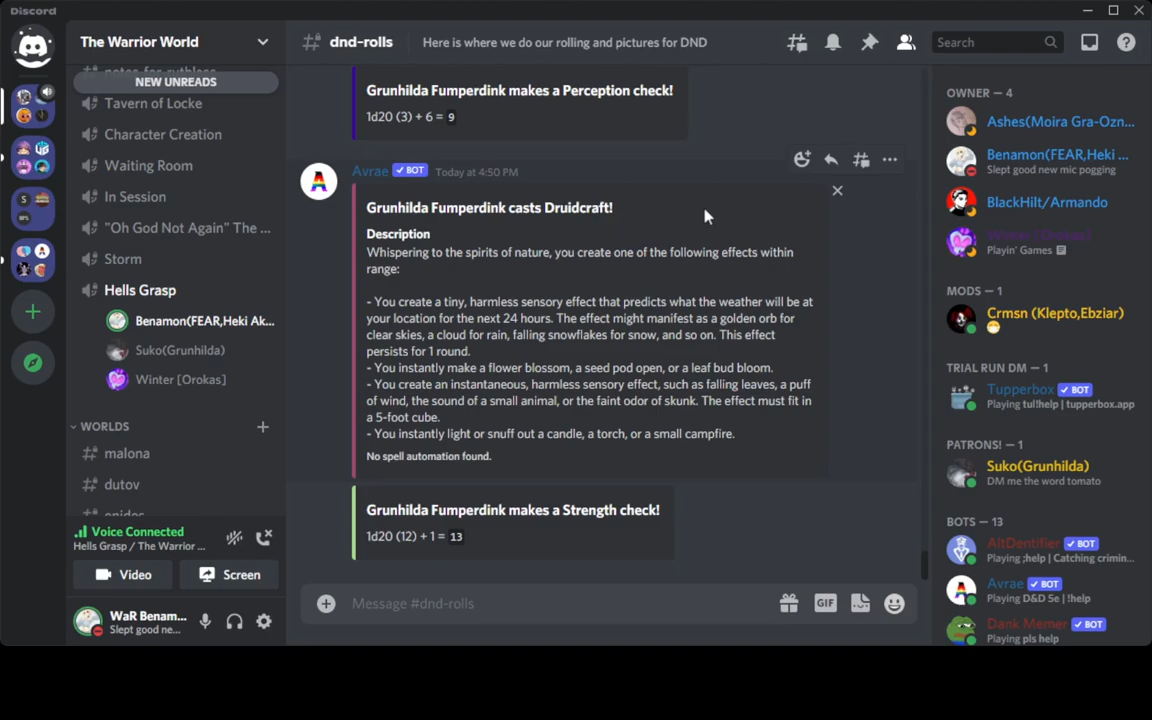 Discord
The Warrior World
# dnd-rolls
Here is where we do our rolling and pictures for DND
Search
NEW UNREADS
Tavern of Locke
Character Creation
Waiting Room
In Session
"Oh God Not Again" The ...
Storm
Hells Grasp
Benamon(FEAR,Heki Ak...
Suko(Grunhilda)
Winter [Orokas]
WORLDS
malona
dutov
Voice Connected
Hells Grasp / The Warrior ...
Video
Screen
WaR Benam...
Slept good ne...
Grunhilda Fumperdink makes a Perception check!
1d20 (3) + 6 = 9
Avrae BOT Today at 4:50 PM
Grunhilda Fumperdink casts Druidcraft!
Description
Whispering to the spirits of nature, you create one of the following effects within
range:
- You create a tiny, harmless sensory effect that predicts what the weather will be at
your location for the next 24 hours. The effect might manifest as a golden orb for
clear skies, a cloud for rain, falling snowflakes for snow, and so on. This effect
persists for 1 round.
- You instantly make a flower blossom, a seed pod open, or a leaf bud bloom.
- You create an instantaneous, harmless sensory effect, such as falling leaves, a puff
of wind, the sound of a small animal, or the faint odor of skunk. The effect must fit in
a 5-foot cube.
- You instantly light or snuff out a candle, a torch, or a small campfire.
No spell automation found.
Grunhilda Fumperdink makes a Strength check!
1d20 (12) + 1 = 13
Message #dnd-rolls
GIF
OWNER — 4
Ashes(Moira Gra-Ozn...
Benamon(FEAR,Heki ...
Slept good new mic pogging
BlackHilt/Armando
Winter [Orokas]
Playin' Games
MODS — 1
Crmsn (Klepto,Ebziar)
TRIAL RUN DM — 1
Tupperbox BOT
Playing tul!help | tupperbox.app
PATRONS! — 1
Suko(Grunhilda)
DM me the word tomato
BOTS — 13
AltDentifier BOT
Playing ;help | Catching crimin...
Avrae BOT
Playing D&D 5e | !help
Dank Memer BOT
Playing pls help